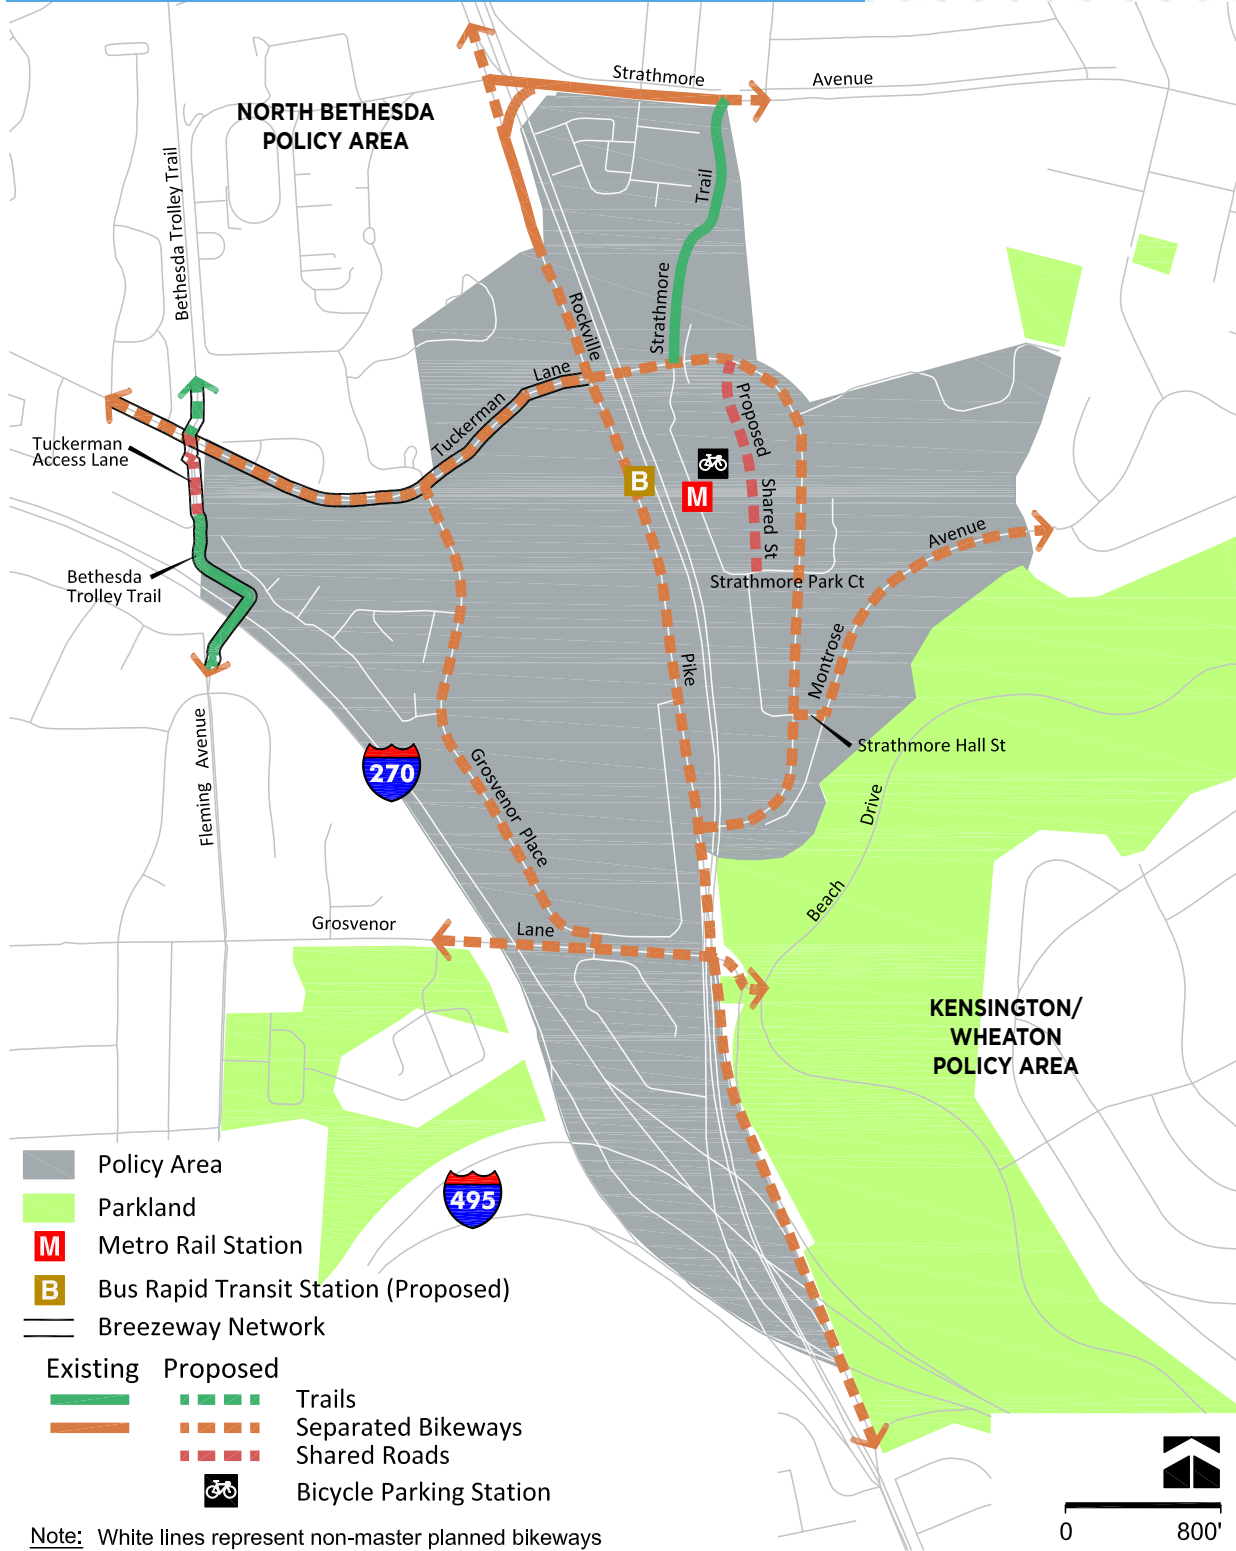 Strathmore Avenue
NORTH BETHESDA
POLICY AREA
Bethesda Trolley Trail
Strathmore Trail
Rockville Pike
Tuckerman Lane
Tuckerman
Access Lane
Proposed Shared St
B
M
Bethesda
Trolley Trail
Strathmore Park Ct
Montrose Avenue
Strathmore Hall St
270
Fleming Avenue
Grosvenor Place
Beach Drive
Grosvenor Lane
KENSINGTON/
WHEATON
POLICY AREA
495
Policy Area
Parkland
M Metro Rail Station
B Bus Rapid Transit Station (Proposed)
Breezeway Network
Existing Proposed
Trails
Separated Bikeways
Shared Roads
Bicycle Parking Station
Note: White lines represent non-master planned bikeways
0 800'